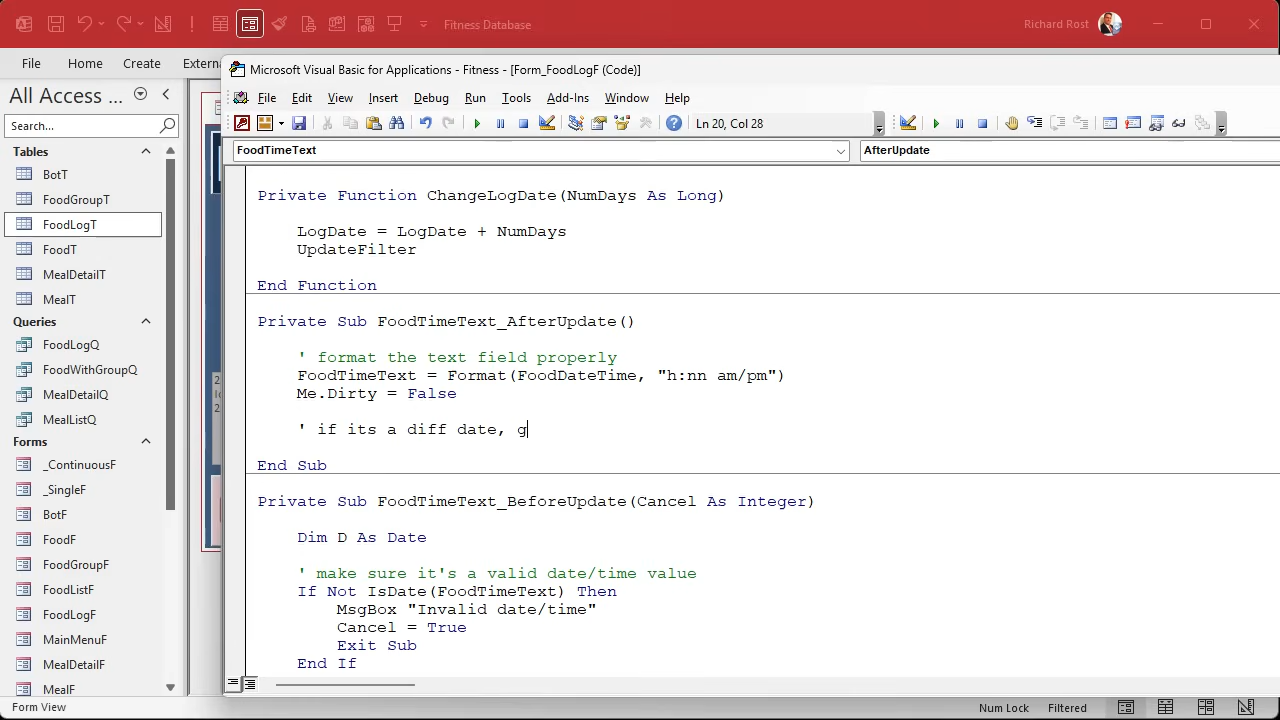 Fitness Database
Richard Rost
File
Home
Create
Extern
Microsoft Visual Basic for Applications - Fitness - [Form_FoodLogF (Code)]
File Edit View Insert Debug Run Tools Add-Ins Window Help
Ln 20, Col 28
FoodTimeText
AfterUpdate
All Access ...
Search...
Tables
BotT
FoodGroupT
FoodLogT
FoodT
MealDetailT
MealT
Queries
FoodLogQ
FoodWithGroupQ
MealDetailQ
MealListQ
Forms
_ContinuousF
_SingleF
BotF
FoodF
FoodGroupF
FoodListF
FoodLogF
MainMenuF
MealDetailF
MealF
Private Function ChangeLogDate(NumDays As Long)
LogDate = LogDate + NumDays
UpdateFilter
End Function
Private Sub FoodTimeText_AfterUpdate()
' format the text field properly
FoodTimeText = Format(FoodDateTime, "h:nn am/pm")
Me.Dirty = False
' if its a diff date, g
End Sub
Private Sub FoodTimeText_BeforeUpdate(Cancel As Integer)
Dim D As Date
' make sure it's a valid date/time value
If Not IsDate(FoodTimeText) Then
MsgBox "Invalid date/time"
Cancel = True
Exit Sub
End If
Form View
Num Lock
Filtered